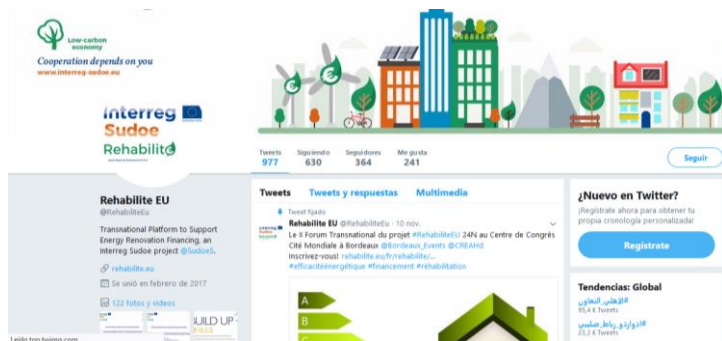 Low-carbon
economy
Cooperation depends on you
www.interreg-sudoe.eu
Interreg
Sudoe
Rehabilite
Tweets
977
Siguiendo
630
Seguidores
364
Me gusta
241
Seguir
Rehabilite EU
@RehabiliteEu
Transnational Platform to Support
Energy Renovation Financing, an
Interreg Sudoe project @Sudoe5.
rehabilite.eu
Se unió en febrero de 2017
122 fotos y videos
BUILD UP
SKILLS
Tweets Tweets y respuestas Multimedia
Tweet fijado
Rehabilite EU @RehabiliteEu · 10 nov.
Le II Forum Transnational du projet #RehabiliteEU 24N au Centre de Congrès
Cité Mondiale à Bordeaux @Bordeaux_Events @CREAHd.
Inscrivez-vous! rehabilite.eu/fr/rehabilite/...
#efficacitéénergétique #financement #réhabilitation
A
B
C
¿Nuevo en Twitter?
¡Regístrate ahora para obtener tu
propia cronología personalizada!
Regístrate
Tendencias: Global
#الاهلي_التعاون
95,4 K Tweets
#ادواردو_رباط_صليبي
23,2 K Tweets